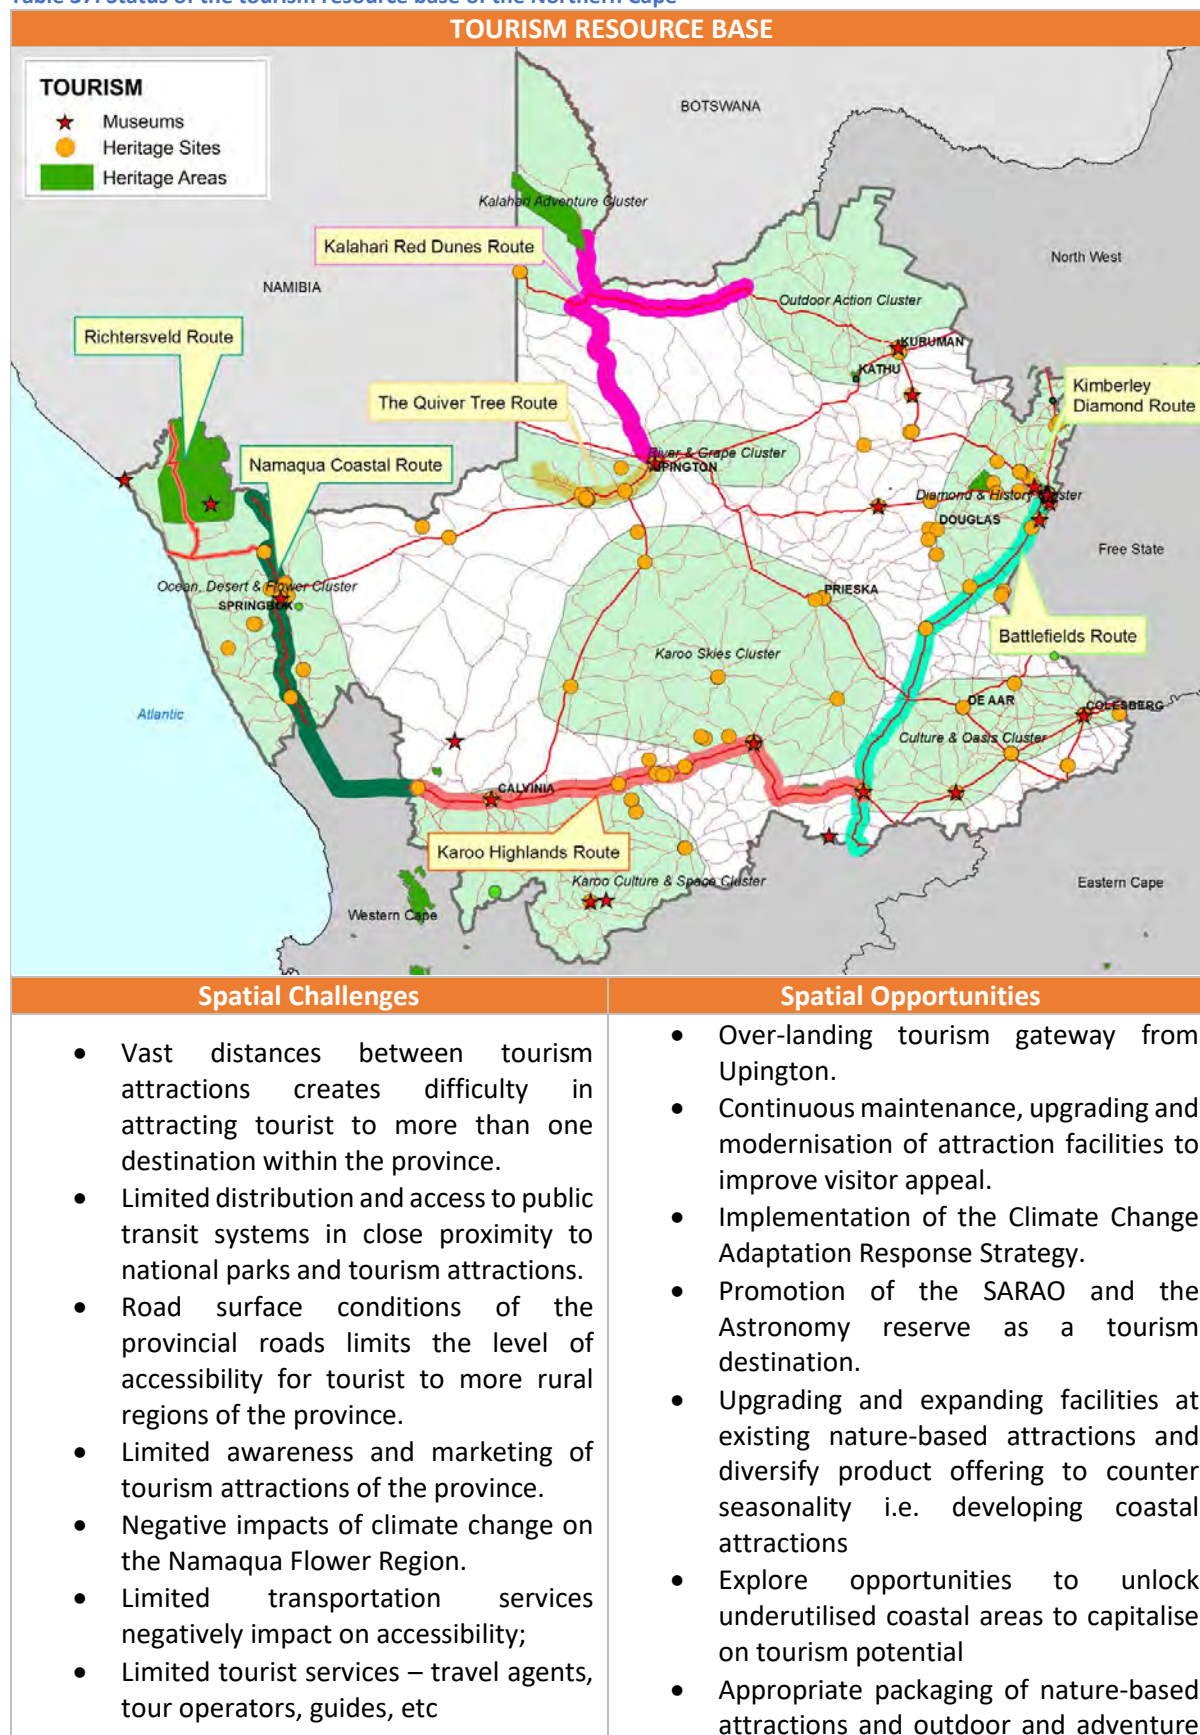 Table 37: Status of the tourism resource base of the Northern Cape
TOURISM RESOURCE BASE
TOURISM
Museums
Heritage Sites
Heritage Areas
BOTSWANA
Kalahari Adventure Cluster
Kalahari Red Dunes Route
North West
NAMIBIA
Outdoor Action Cluster
Richtersveld Route
KURUMAN
KATHU
Kimberley
Diamond Route
The Quiver Tree Route
River & Grape Cluster
UPINGTON
Namaqua Coastal Route
Diamond & History Cluster
DOUGLAS
Free State
Ocean, Desert & Flower Cluster
SPRINGBOK
PRIESKA
Battlefields Route
Karoo Skies Cluster
Atlantic
DE AAR
COLESBERG
Culture & Oasis Cluster
CALVINIA
Karoo Highlands Route
Karoo Culture & Space Cluster
Eastern Cape
Western Cape
Spatial Challenges
• Vast distances between tourism
attractions creates difficulty in
attracting tourist to more than one
destination within the province.
• Limited distribution and access to public
transit systems in close proximity to
national parks and tourism attractions.
• Road surface conditions of the
provincial roads limits the level of
accessibility for tourist to more rural
regions of the province.
• Limited awareness and marketing of
tourism attractions of the province.
• Negative impacts of climate change on
the Namaqua Flower Region.
• Limited transportation services
negatively impact on accessibility;
• Limited tourist services – travel agents,
tour operators, guides, etc
Spatial Opportunities
• Over-landing tourism gateway from
Upington.
• Continuous maintenance, upgrading and
modernisation of attraction facilities to
improve visitor appeal.
• Implementation of the Climate Change
Adaptation Response Strategy.
• Promotion of the SARAO and the
Astronomy reserve as a tourism
destination.
• Upgrading and expanding facilities at
existing nature-based attractions and
diversify product offering to counter
seasonality i.e. developing coastal
attractions
• Explore opportunities to unlock
underutilised coastal areas to capitalise
on tourism potential
• Appropriate packaging of nature-based
attractions and outdoor and adventure